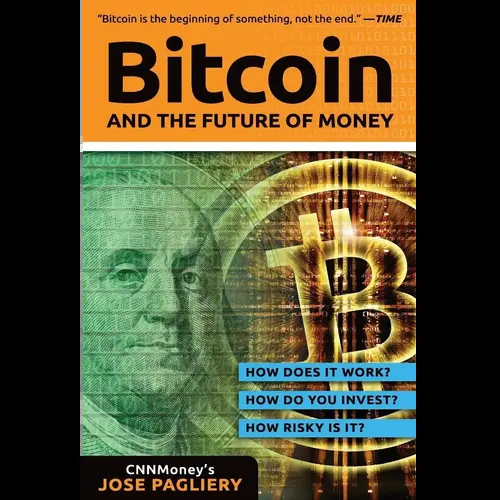 “Bitcoin is the beginning of something, not the end.” —TIME
Bitcoin
AND THE FUTURE OF MONEY
HOW DOES IT WORK?
HOW DO YOU INVEST?
HOW RISKY IS IT?
CNNMoney's
JOSE PAGLIERY